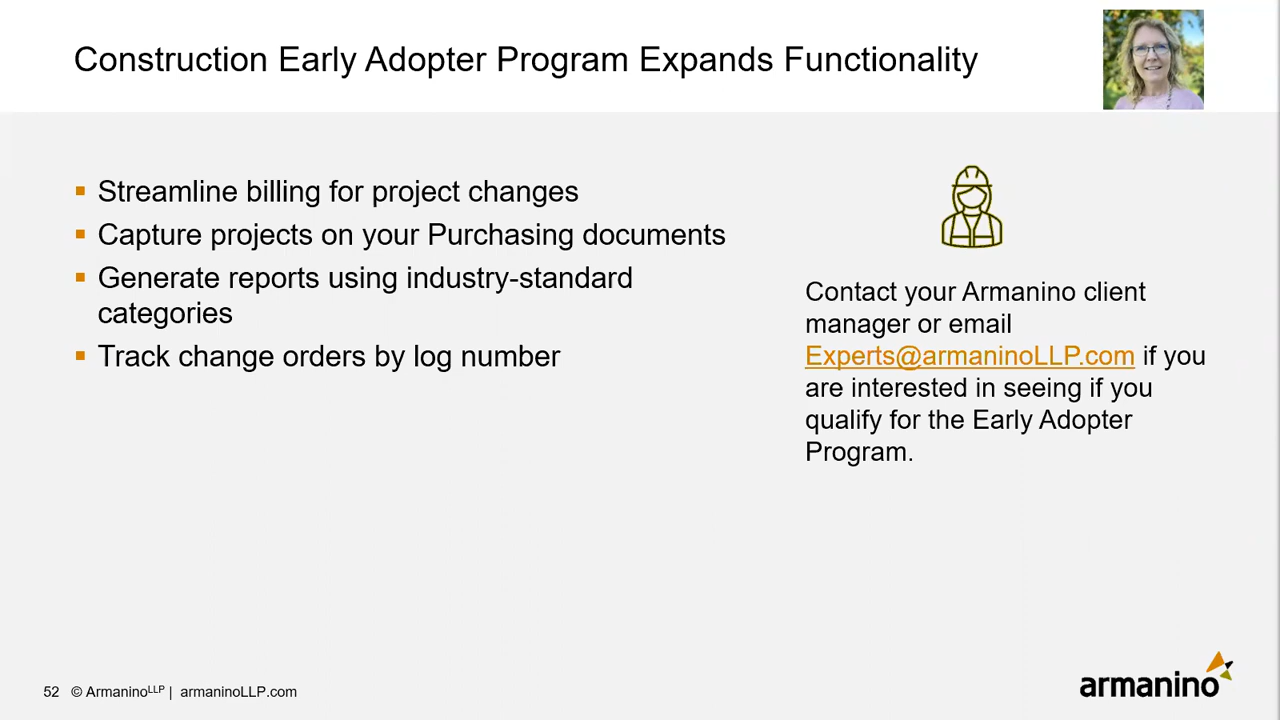 Construction Early Adopter Program Expands Functionality
Streamline billing for project changes
Capture projects on your Purchasing documents
Generate reports using industry-standard
categories
Track change orders by log number
Contact your Armanino client
manager or email
Experts@armaninoLLP.com if you
are interested in seeing if you
qualify for the Early Adopter
Program.
52 © ArmaninoLLP | armaninoLLP.com
armanino